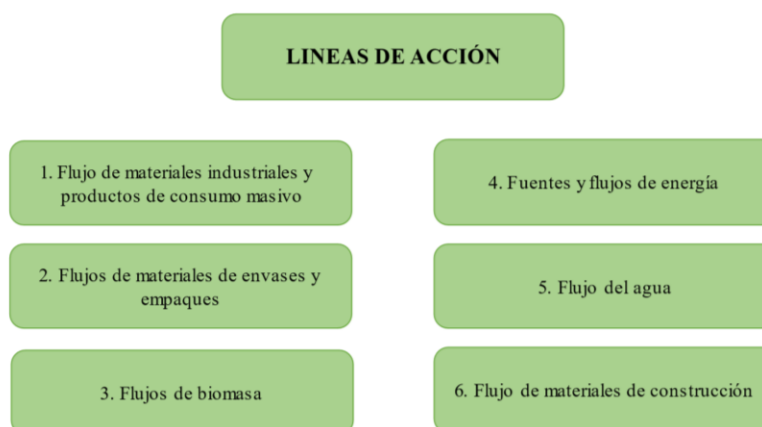 LINEAS DE ACCIÓN
1. Flujo de materiales industriales y
productos de consumo masivo
2. Flujos de materiales de envases y
empaques
3. Flujos de biomasa
4. Fuentes y flujos de energía
5. Flujo del agua
6. Flujo de materiales de construcción